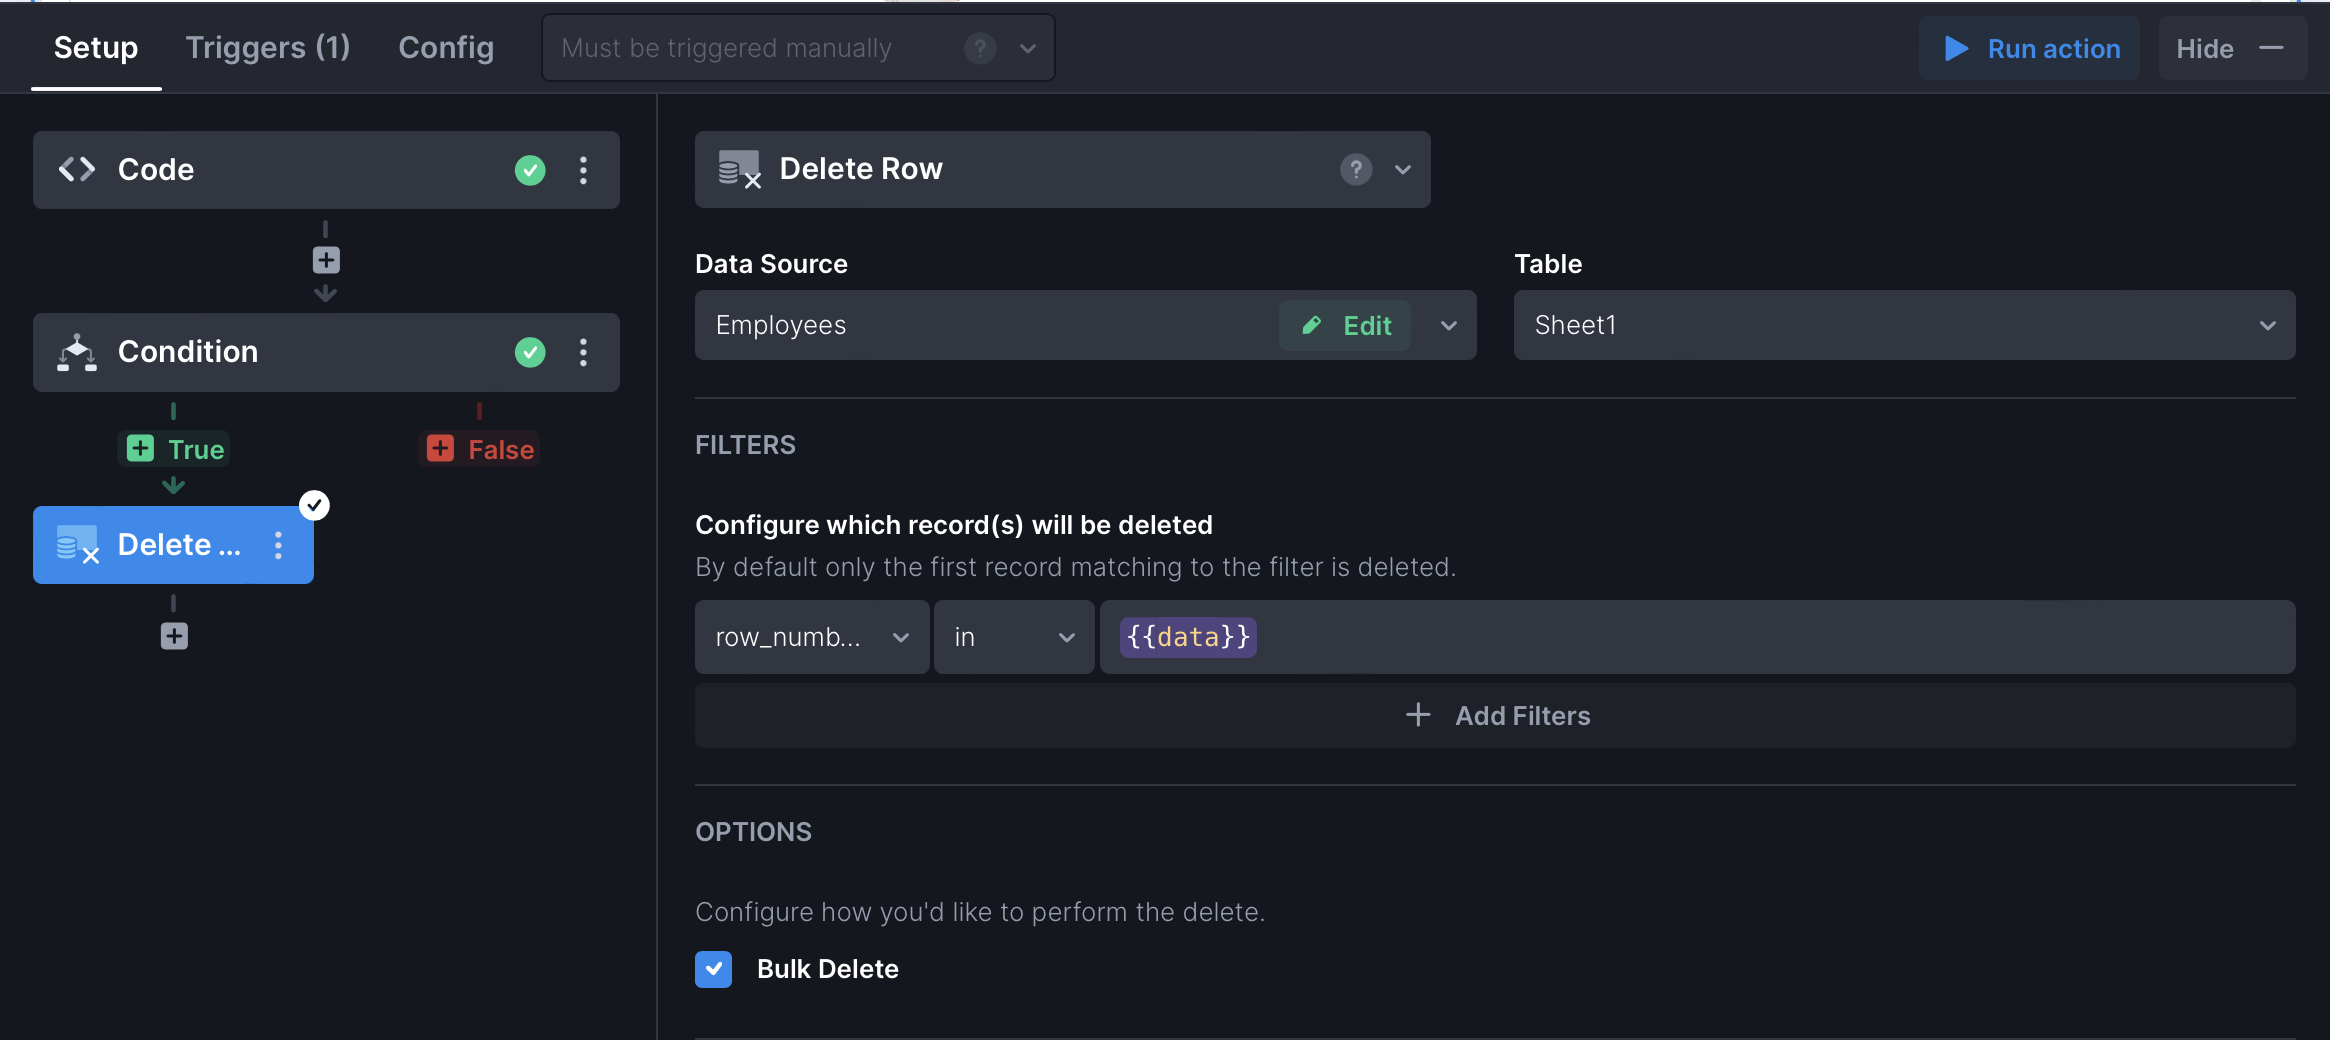 Setup
Triggers (1)
Config
Must be triggered manually
?
Run action
Hide
Code
Condition
True
False
Delete ...
Delete Row
?
Data Source
Table
Employees
Edit
Sheet1
FILTERS
Configure which record(s) will be deleted
By default only the first record matching to the filter is deleted.
row_numb...
in
{{data}}
Add Filters
OPTIONS
Configure how you'd like to perform the delete.
Bulk Delete